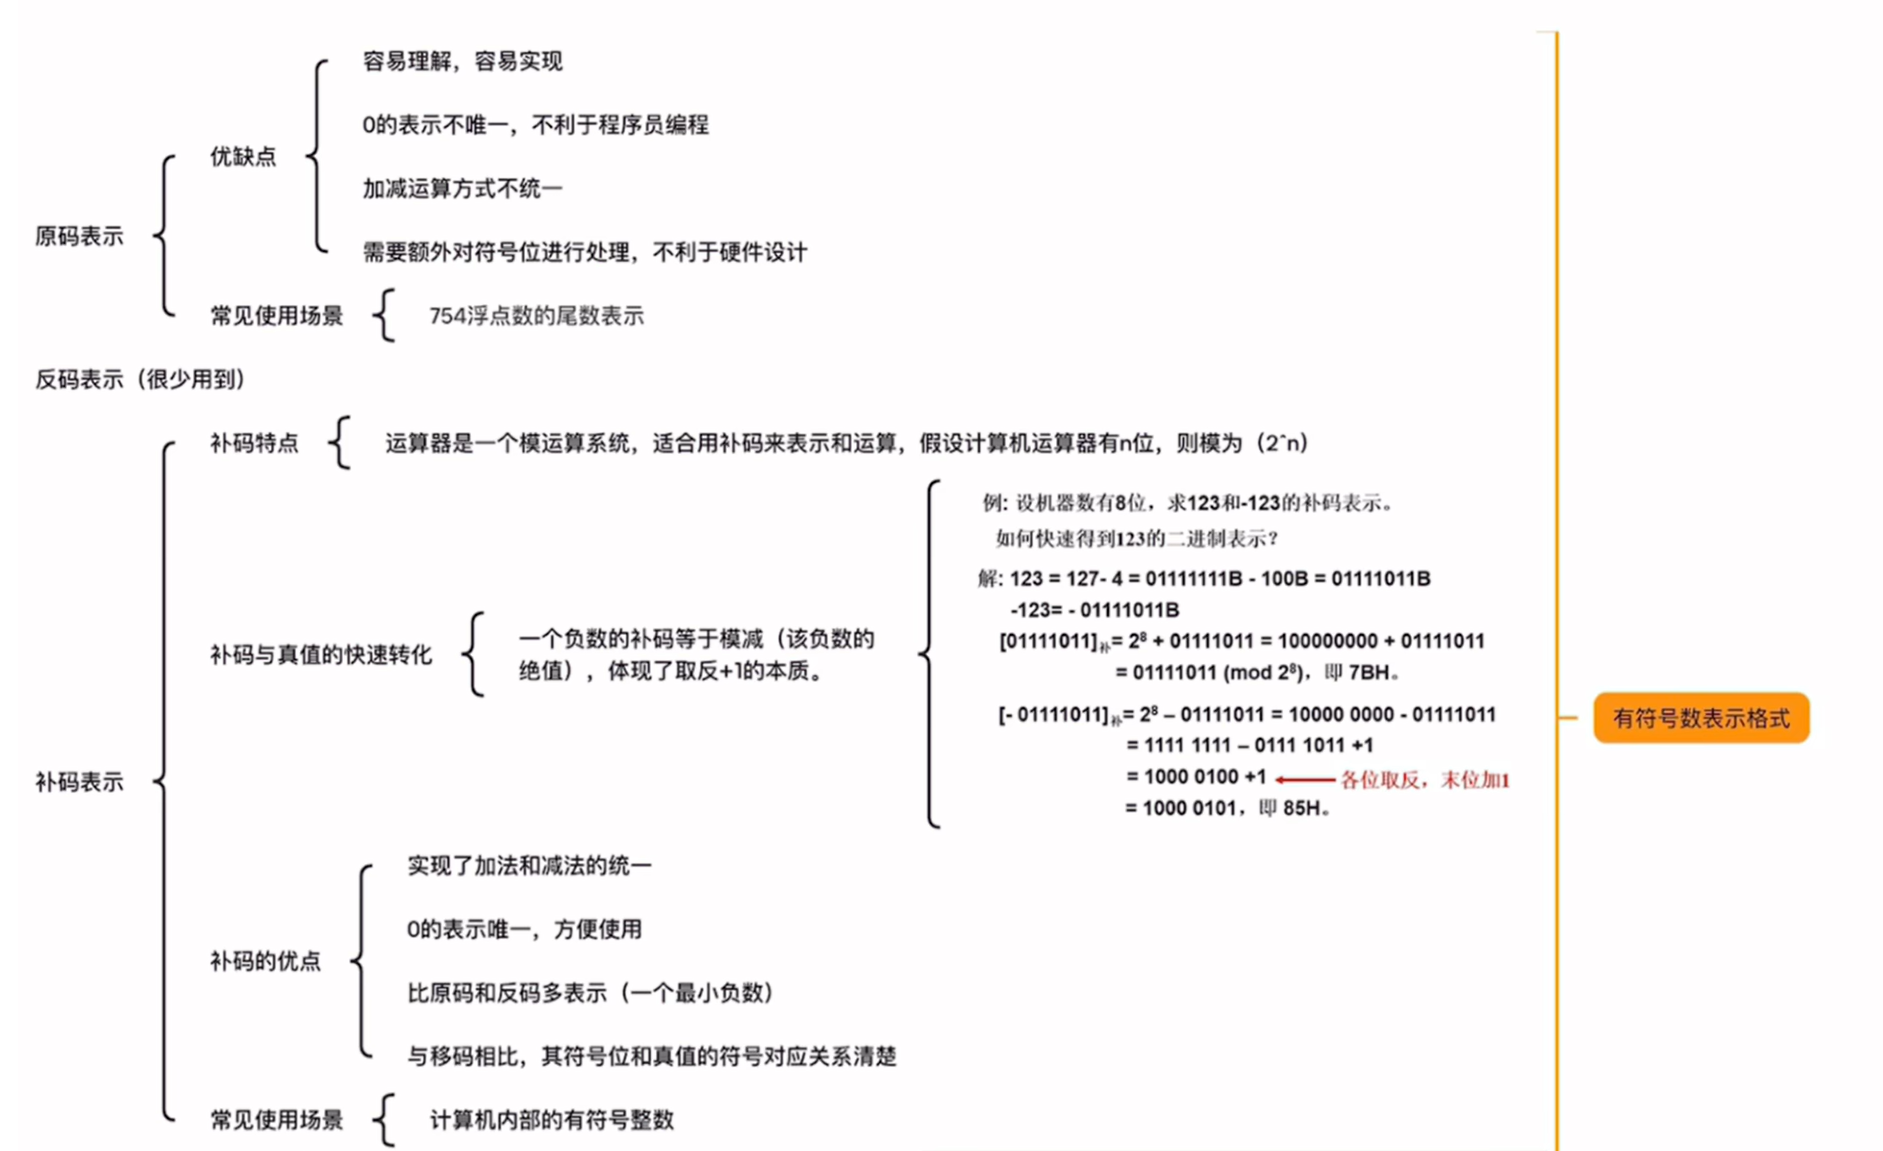 容易理解，容易实现
0的表示不唯一，不利于程序员编程
优缺点
加减运算方式不统一
原码表示
需要额外对符号位进行处理，不利于硬件设计
常见使用场景
754浮点数的尾数表示
反码表示（很少用到）
补码特点
运算器是一个模运算系统，适合用补码来表示和运算，假设计算机运算器有n位，则模为（2^n）
例: 设机器数有8位，求123和-123的补码表示。
如何快速得到123的二进制表示？
解: 123 = 127- 4 = 01111111B - 100B = 01111011B
-123= - 01111011B
[01111011]补= 2⁸ + 01111011 = 100000000 + 01111011
= 01111011 (mod 2⁸)，即 7BH。
补码与真值的快速转化
一个负数的补码等于模减（该负数的
绝值），体现了取反+1的本质。
[- 01111011]补= 2⁸ – 01111011 = 10000 0000 - 01111011
= 1111 1111 – 0111 1011 +1
= 1000 0100 +1
各位取反，末位加1
= 1000 0101，即 85H。
有符号数表示格式
补码表示
实现了加法和减法的统一
0的表示唯一，方便使用
补码的优点
比原码和反码多表示（一个最小负数）
与移码相比，其符号位和真值的符号对应关系清楚
常见使用场景
计算机内部的有符号整数